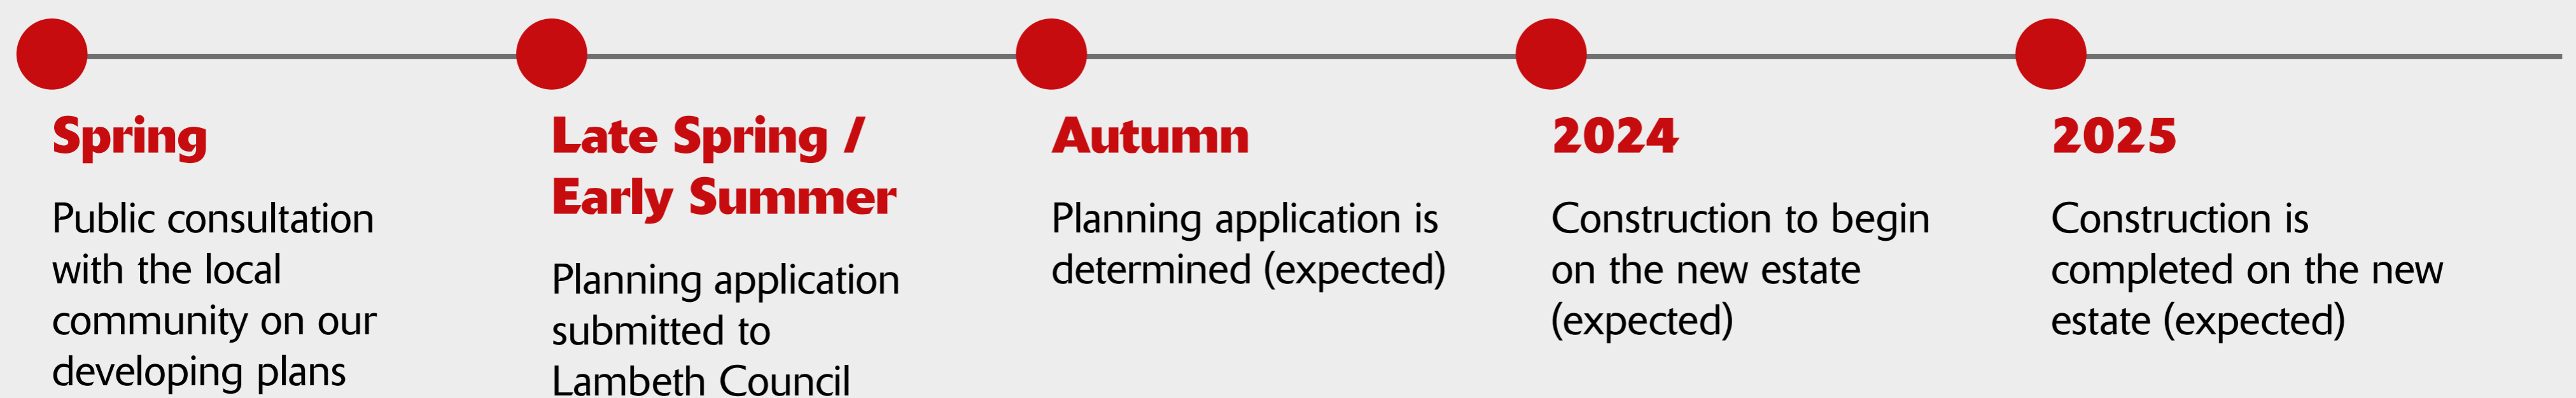 Spring
Public consultation
with the local
community on our
developing plans
Late Spring /
Early Summer
Planning application
submitted to
Lambeth Council
Autumn
Planning application is
determined (expected)
2024
Construction to begin
on the new estate
(expected)
2025
Construction is
completed on the new
estate (expected)